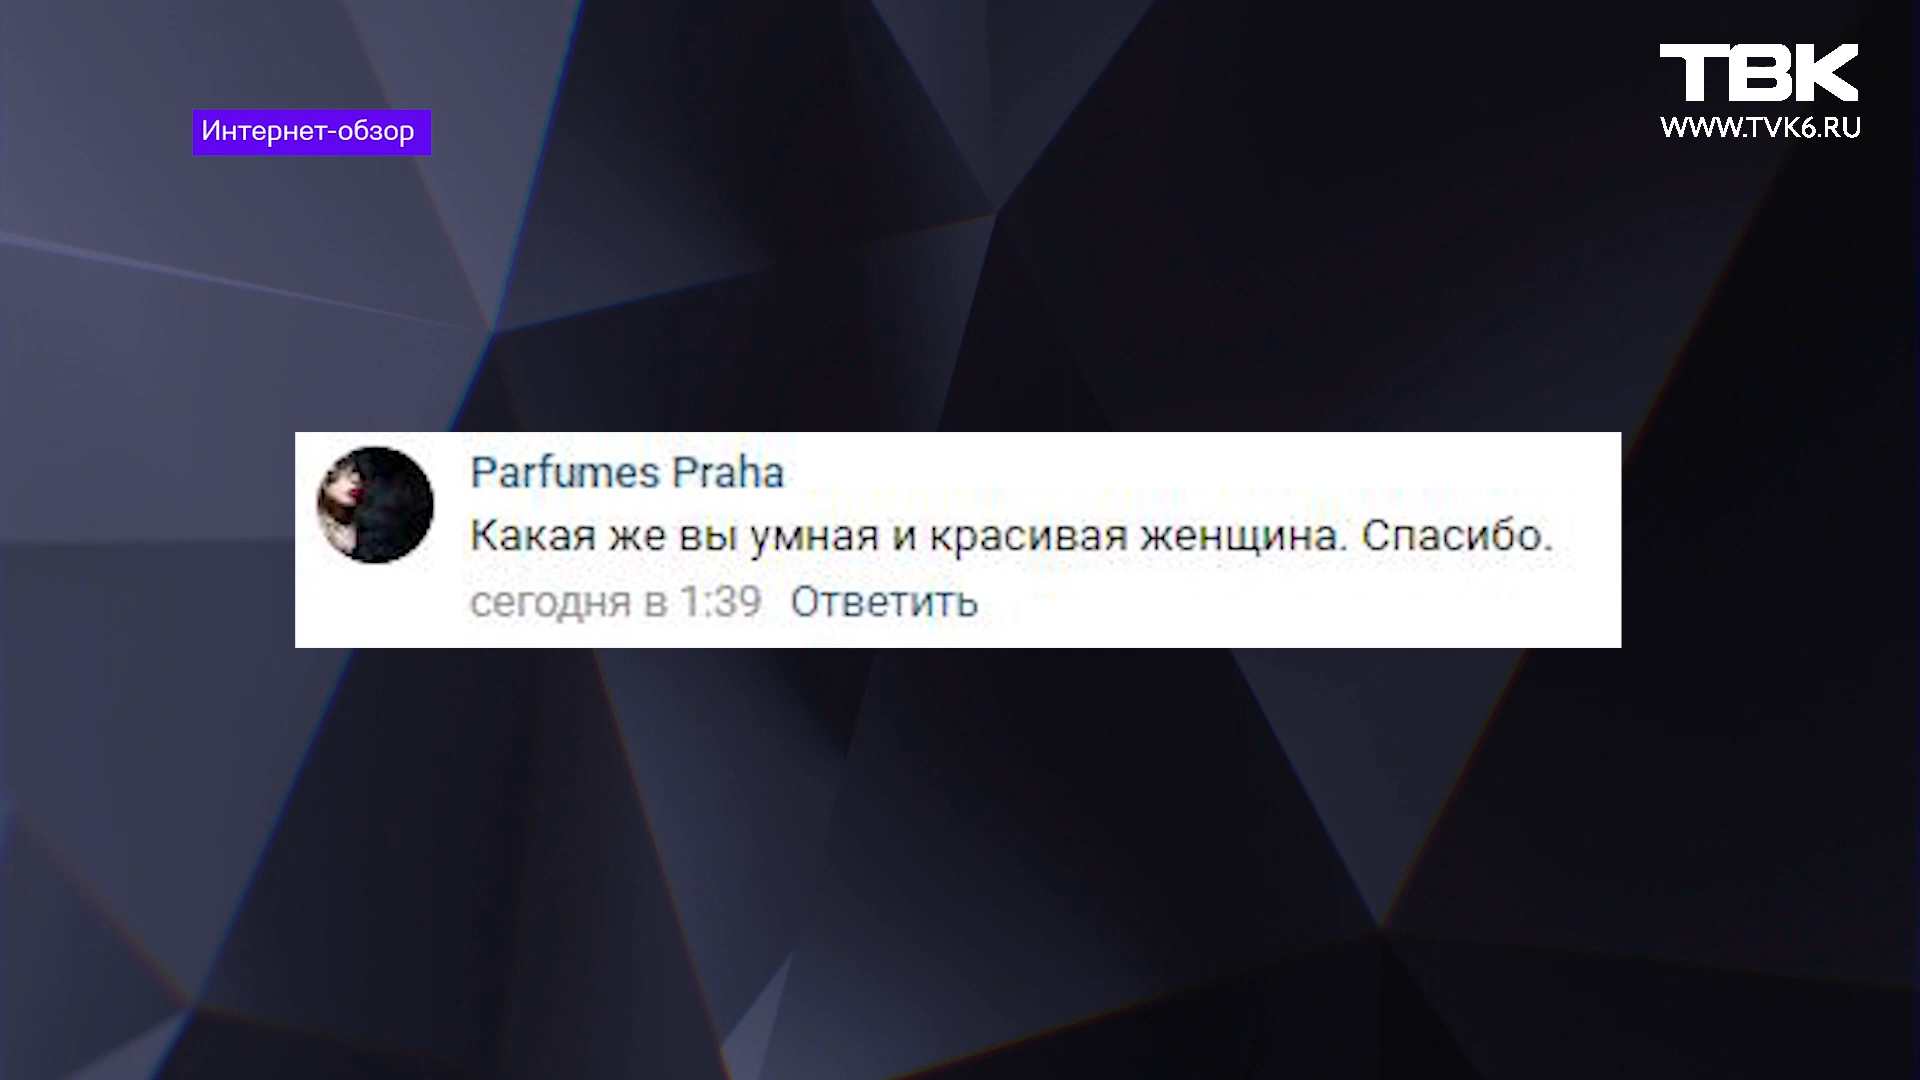 ТВК
WWW.TVK6.RU
Интернет-обзор
Parfumes Praha
Какая же вы умная и красивая женщина. Спасибо.
сегодня в 1:39 Ответить